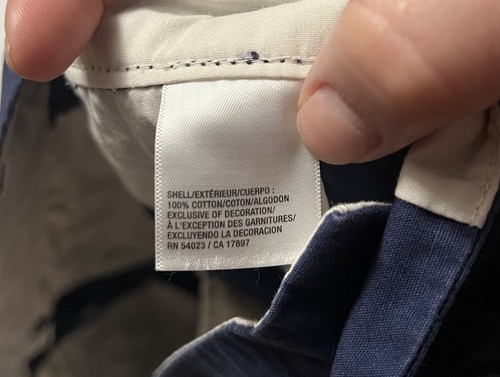 SHELL/EXTÉRIEUR/CUERPO :
100% COTTON/COTON/ALGODON
EXCLUSIVE OF DECORATION/
À L'EXCEPTION DES GARNITURES/
EXCLUYENDO LA DECORACION
RN 54023 / CA 17897